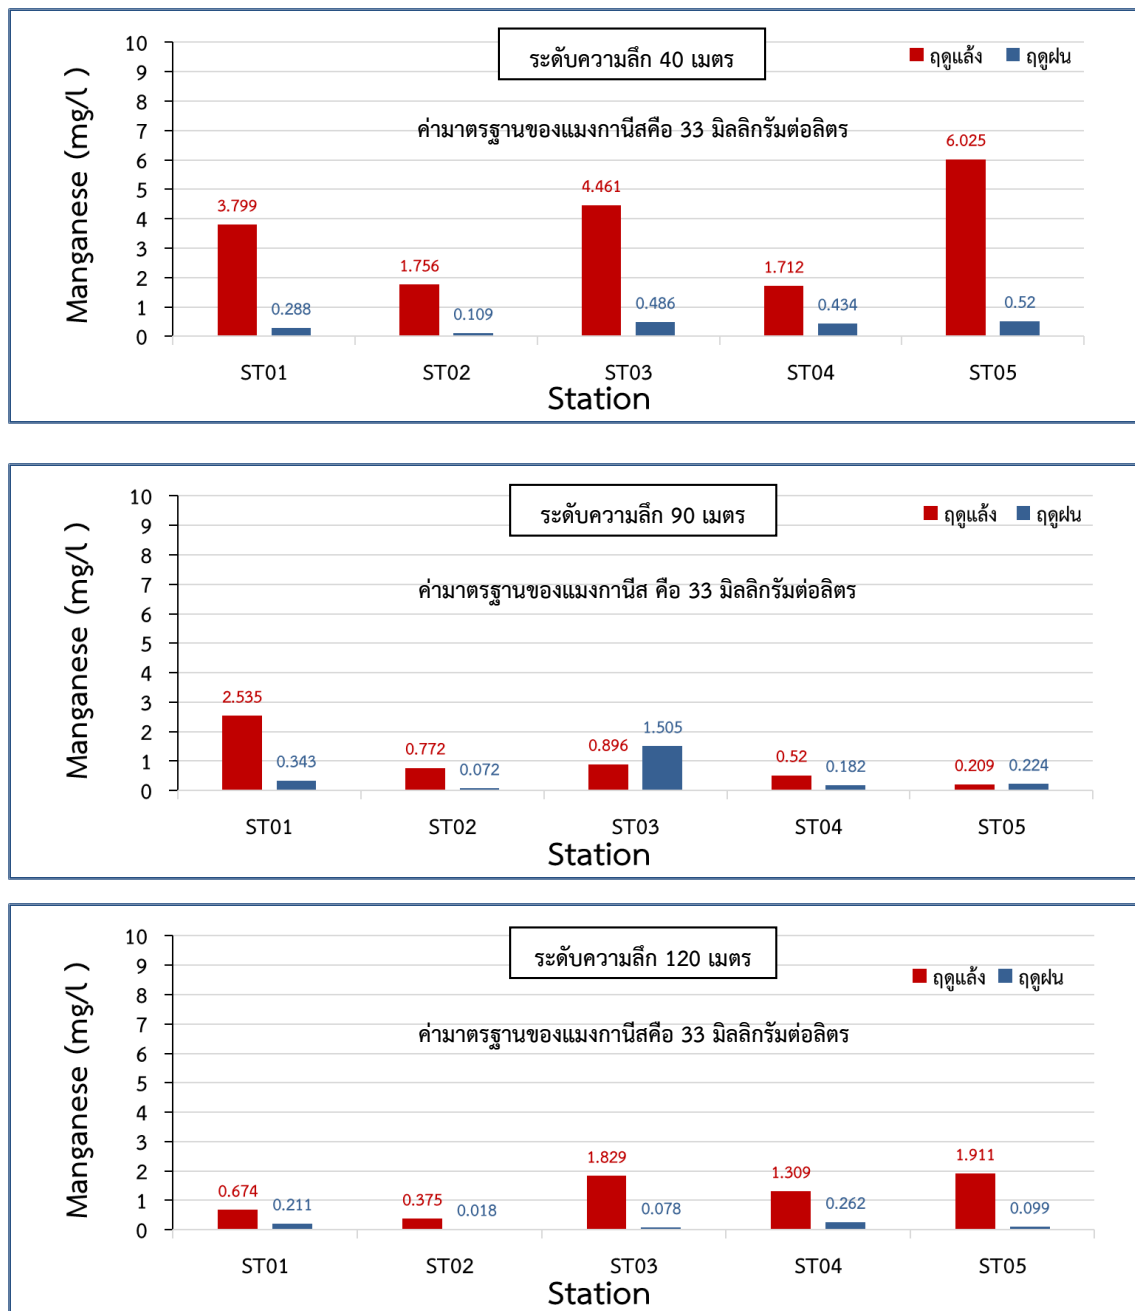 ระดับความลึก 40 เมตร
ฤดูแล้ง ฤดูฝน
ค่ามาตรฐานของแมงกานีสคือ 33 มิลลิกรัมต่อลิตร
Manganese (mg/l )
10
9
8
7
6
5
4
3
2
1
0
3.799 0.288 1.756 0.109 4.461 0.486 1.712 0.434 6.025 0.52
ST01 ST02 ST03 ST04 ST05
Station
ระดับความลึก 90 เมตร
ฤดูแล้ง ฤดูฝน
ค่ามาตรฐานของแมงกานีส คือ 33 มิลลิกรัมต่อลิตร
Manganese (mg/l )
10
9
8
7
6
5
4
3
2
1
0
2.535 0.343 0.772 0.072 0.896 1.505 0.52 0.182 0.209 0.224
ST01 ST02 ST03 ST04 ST05
Station
ระดับความลึก 120 เมตร
ฤดูแล้ง ฤดูฝน
ค่ามาตรฐานของแมงกานีสคือ 33 มิลลิกรัมต่อลิตร
Manganese (mg/l )
10
9
8
7
6
5
4
3
2
1
0
0.674 0.211 0.375 0.018 1.829 0.078 1.309 0.262 1.911 0.099
ST01 ST02 ST03 ST04 ST05
Station